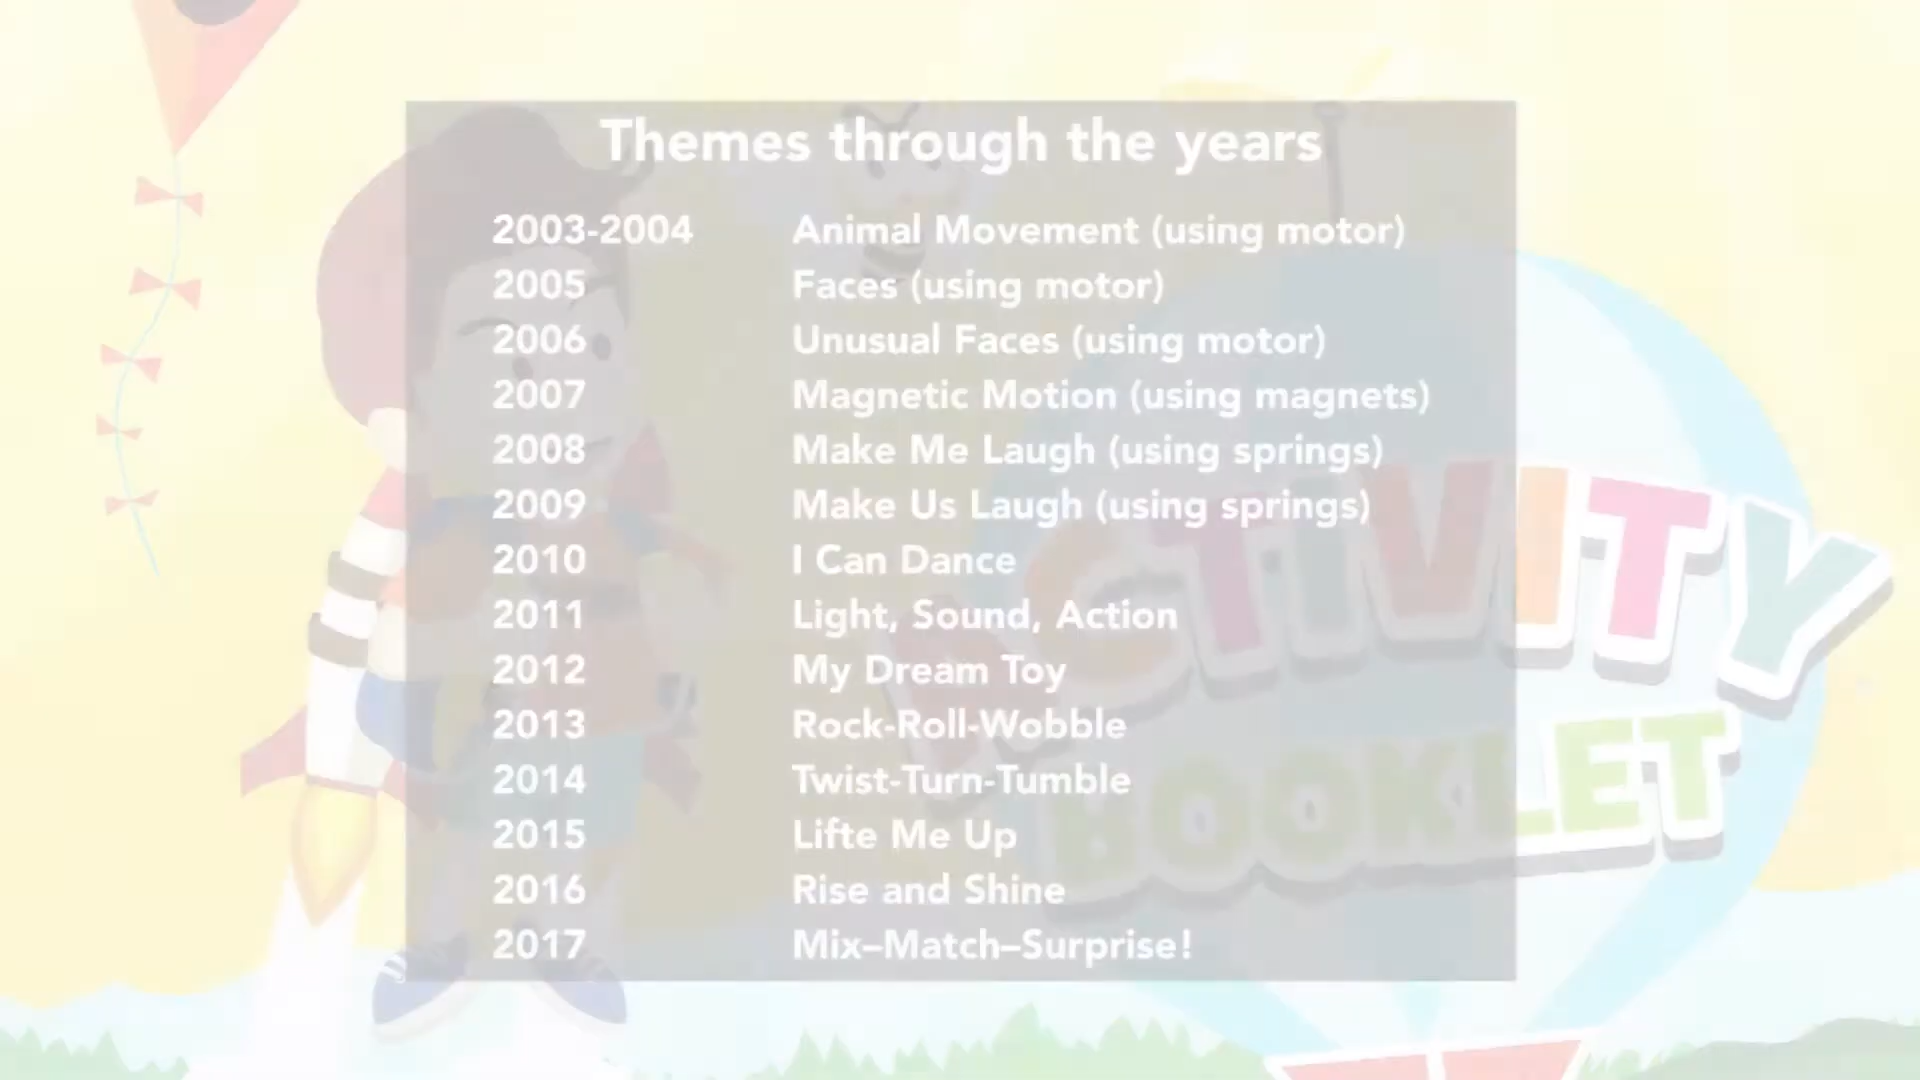 Themes through the years
2003-2004 Animal Movement (using motor)
2005 Faces (using motor)
2006 Unusual Faces (using motor)
2007 Magnetic Motion (using magnets)
2008 Make Me Laugh (using springs)
2009 Make Us Laugh (using springs)
2010 I Can Dance
2011 Light, Sound, Action
2012 My Dream Toy
2013 Rock-Roll-Wobble
2014 Twist-Turn-Tumble
2015 Lifte Me Up
2016 Rise and Shine
2017 Mix–Match–Surprise!
ACTIVITY
BOOKLET